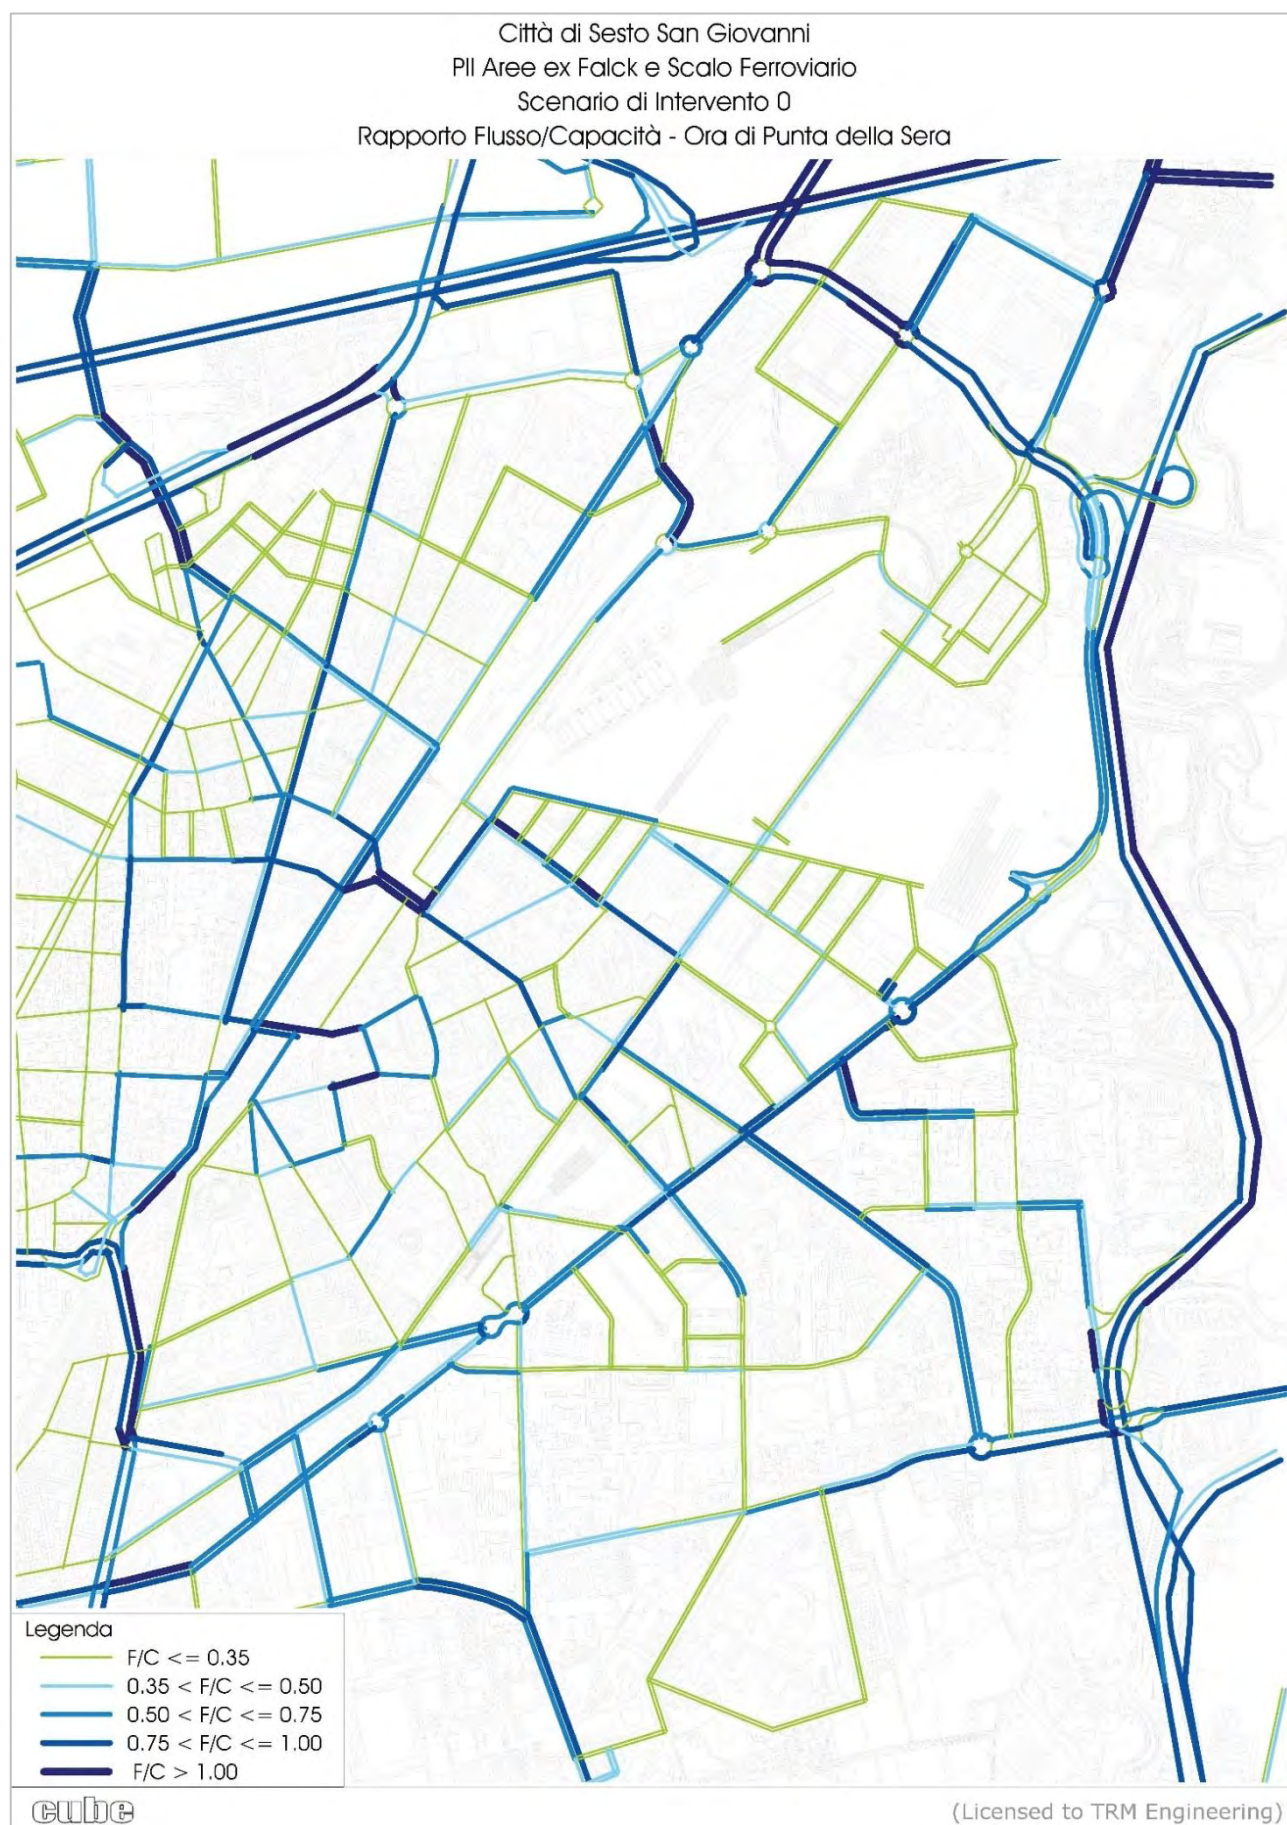 Città di Sesto San Giovanni
PII Aree ex Falck e Scalo Ferroviario
Scenario di Intervento 0
Rapporto Flusso/Capacità - Ora di Punta della Sera
Legenda
F/C <= 0.35
0.35 < F/C <= 0.50
0.50 < F/C <= 0.75
0.75 < F/C <= 1.00
F/C > 1.00
cube
(Licensed to TRM Engineering)